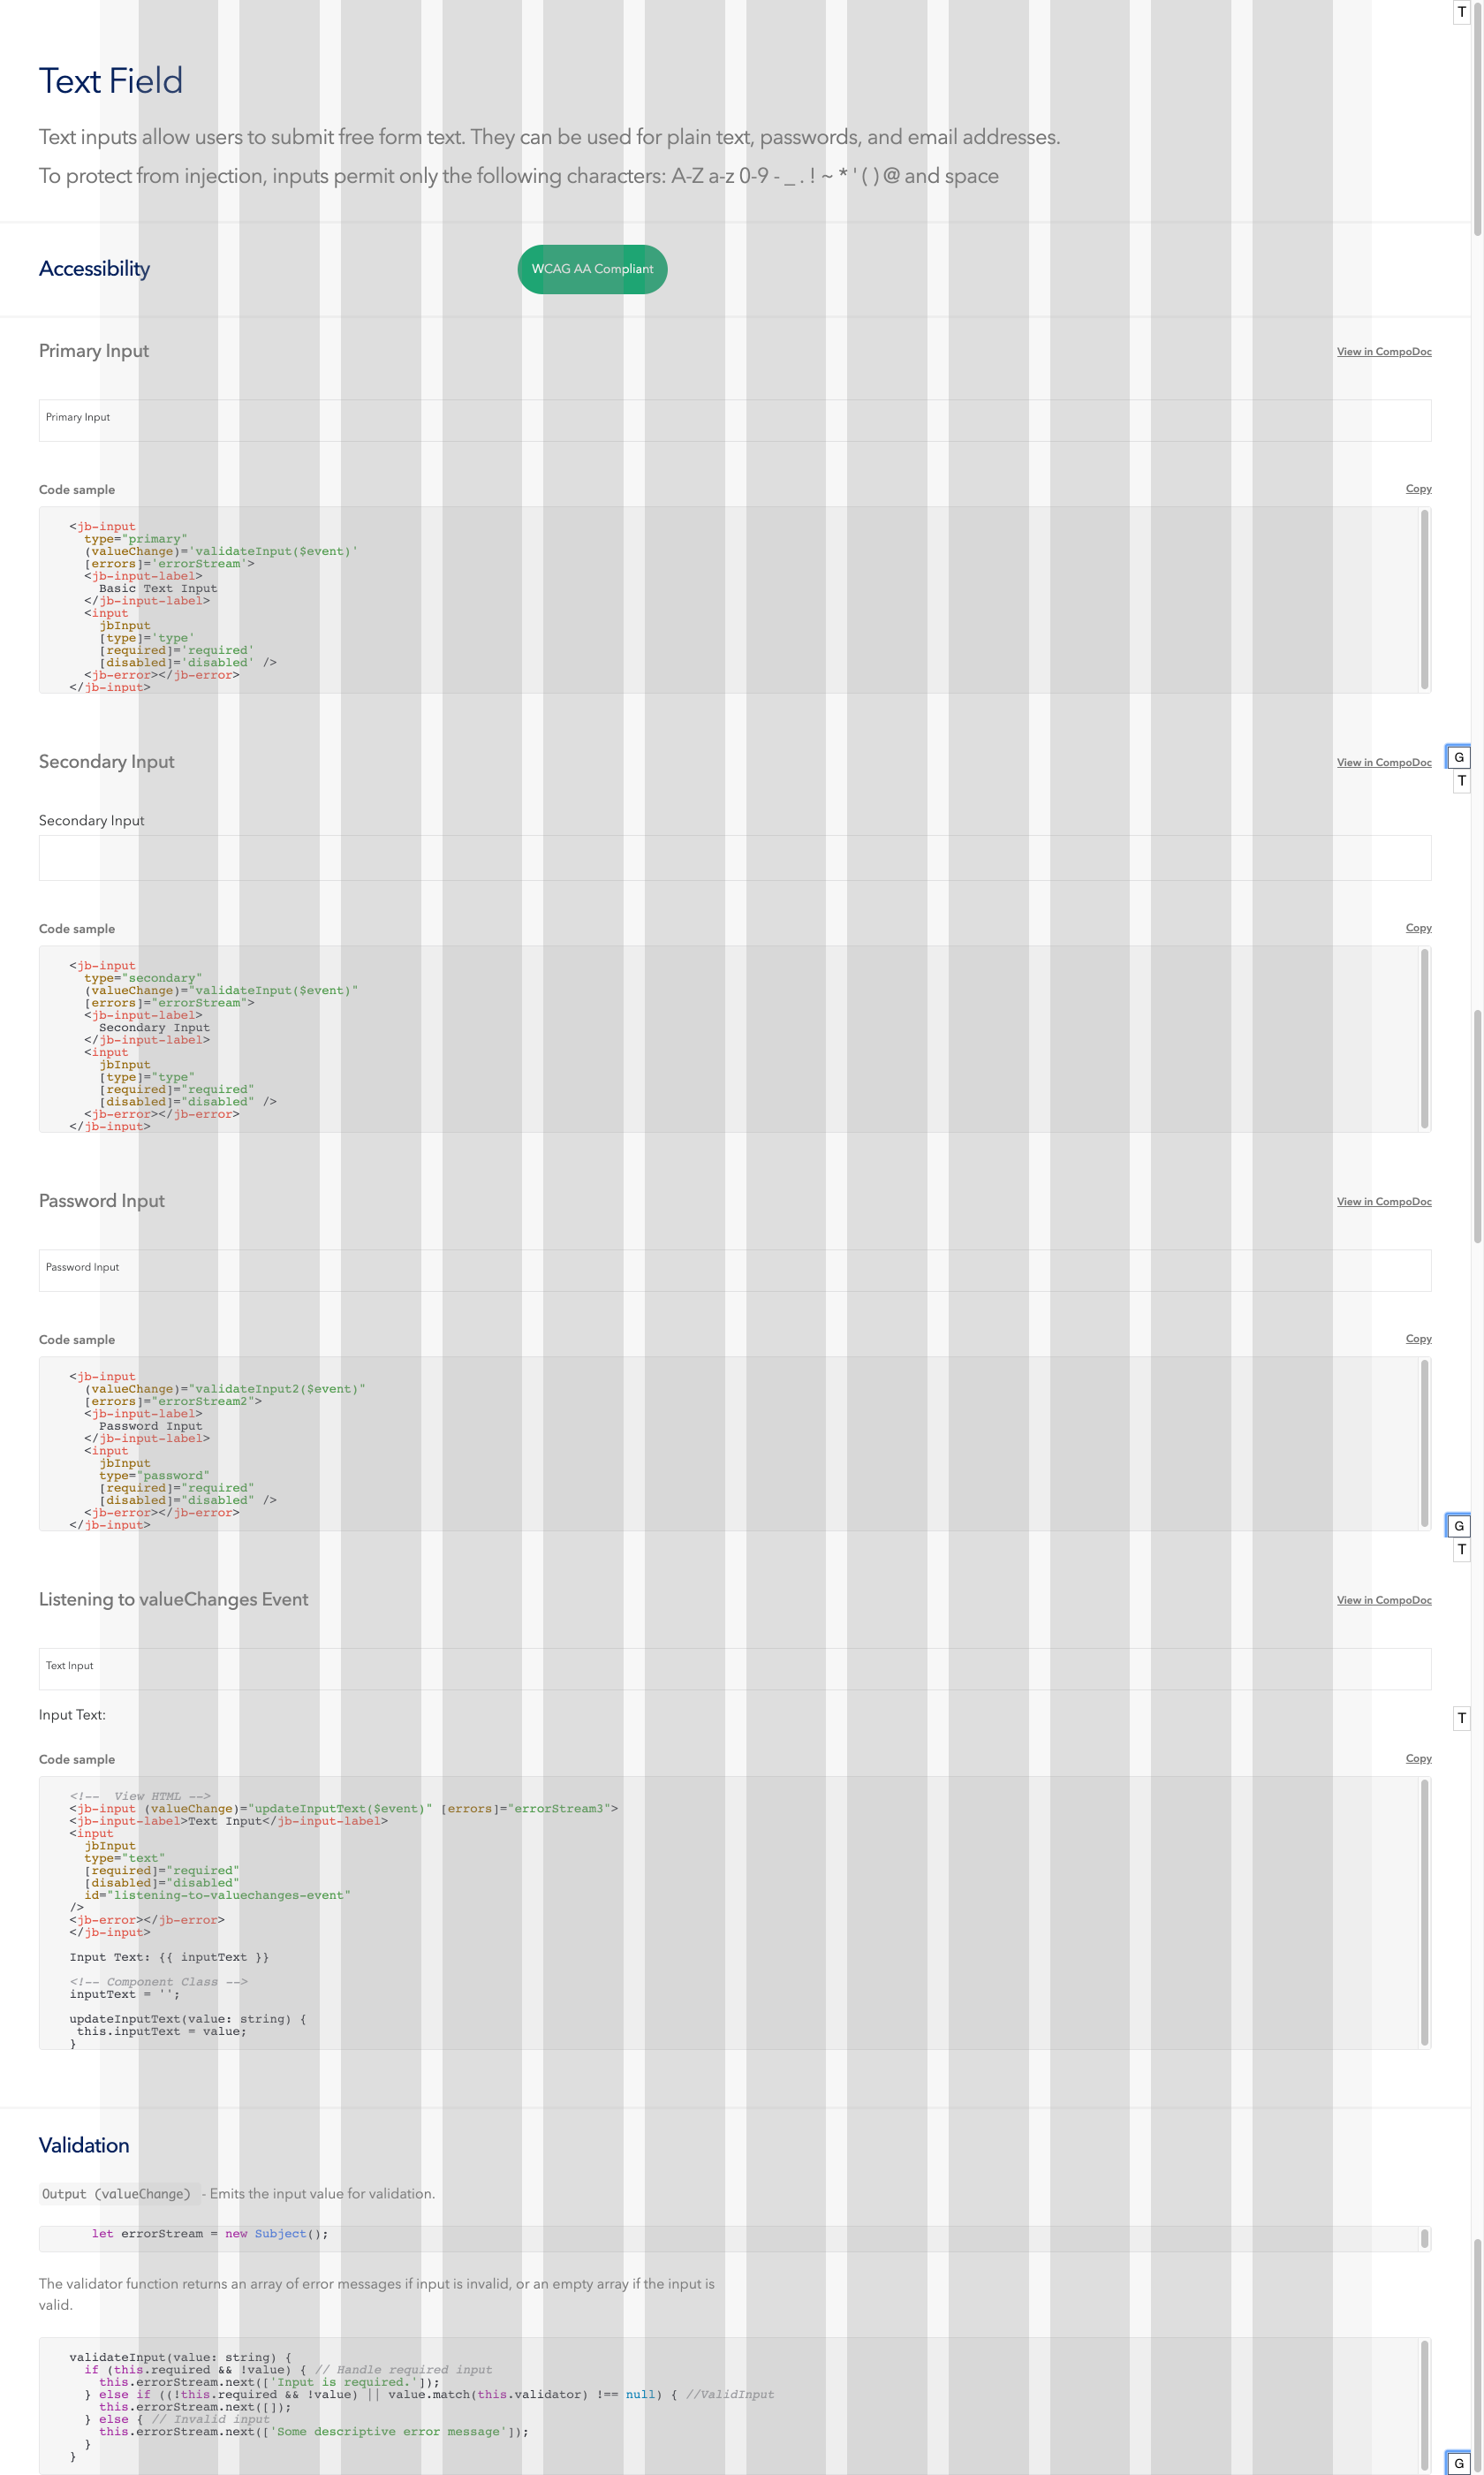 T
Text Field
Text inputs allow users to submit free form text. They can be used for plain text, passwords, and email addresses.
To protect from injection, inputs permit only the following characters: A-Z a-z 0-9 - _ . ! ~ * ' ( ) @ and space
Accessibility
WCAG AA Compliant
Primary Input
View in CompoDoc
Primary Input
Code sample
Copy
<jb-input
  type="primary"
  (valueChange)='validateInput($event)'
  [errors]='errorStream'>
  <jb-input-label>
    Basic Text Input
  </jb-input-label>
  <input
    jbInput
    [type]='type'
    [required]='required'
    [disabled]='disabled' />
  <jb-error></jb-error>
</jb-input>
Secondary Input
View in CompoDoc
G
T
Secondary Input
Code sample
Copy
<jb-input
  type="secondary"
  (valueChange)="validateInput($event)"
  [errors]="errorStream">
  <jb-input-label>
    Secondary Input
  </jb-input-label>
  <input
    jbInput
    [type]="type"
    [required]="required"
    [disabled]="disabled" />
  <jb-error></jb-error>
</jb-input>
Password Input
View in CompoDoc
Password Input
Code sample
Copy
<jb-input
  (valueChange)="validateInput2($event)"
  [errors]="errorStream2">
  <jb-input-label>
    Password Input
  </jb-input-label>
  <input
    jbInput
    type="password"
    [required]="required"
    [disabled]="disabled" />
  <jb-error></jb-error>
</jb-input>
G
T
Listening to valueChanges Event
View in CompoDoc
Text Input
Input Text:
T
Code sample
Copy
<!--  View HTML -->
<jb-input (valueChange)="updateInputText($event)" [errors]="errorStream3">
<jb-input-label>Text Input</jb-input-label>
<input
  jbInput
  type="text"
  [required]="required"
  [disabled]="disabled"
  id="listening-to-valuechanges-event"
/>
<jb-error></jb-error>
</jb-input>
Input Text: {{ inputText }}
<!-- Component Class -->
inputText = '';
updateInputText(value: string) {
 this.inputText = value;
}
Validation
Output (valueChange) - Emits the input value for validation.
let errorStream = new Subject();
The validator function returns an array of error messages if input is invalid, or an empty array if the input is
valid.
validateInput(value: string) {
  if (this.required && !value) { // Handle required input
    this.errorStream.next(['Input is required.']);
  } else if ((!this.required && !value) || value.match(this.validator) !== null) { //ValidInput
    this.errorStream.next([]);
  } else { // Invalid input
    this.errorStream.next(['Some descriptive error message']);
  }
}
G